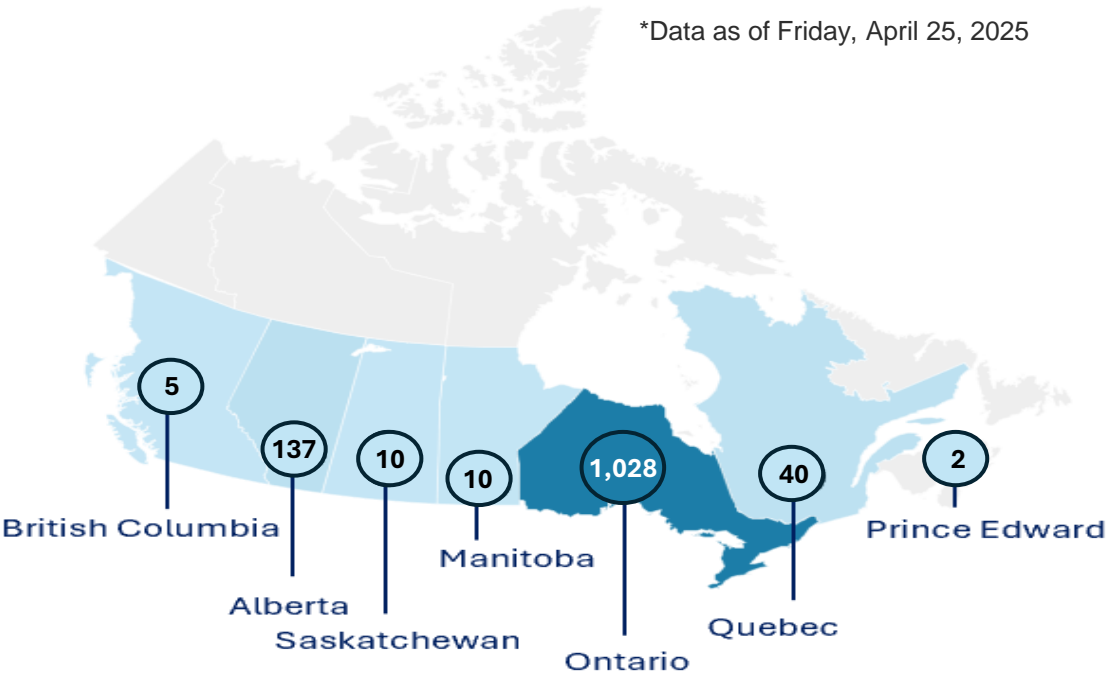 *Data as of Friday, April 25, 2025
5
137
10
10
1,028
40
2
British Columbia
Alberta
Saskatchewan
Manitoba
Ontario
Quebec
Prince Edward